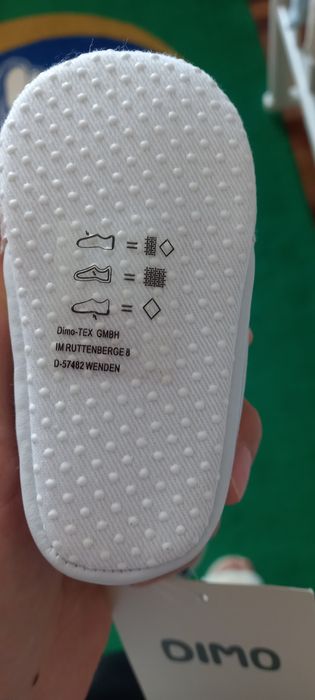 =
=
=
Dimo-TEX GMBH
IM RUTTENBERGE 8
D-57482 WENDEN
DIMO